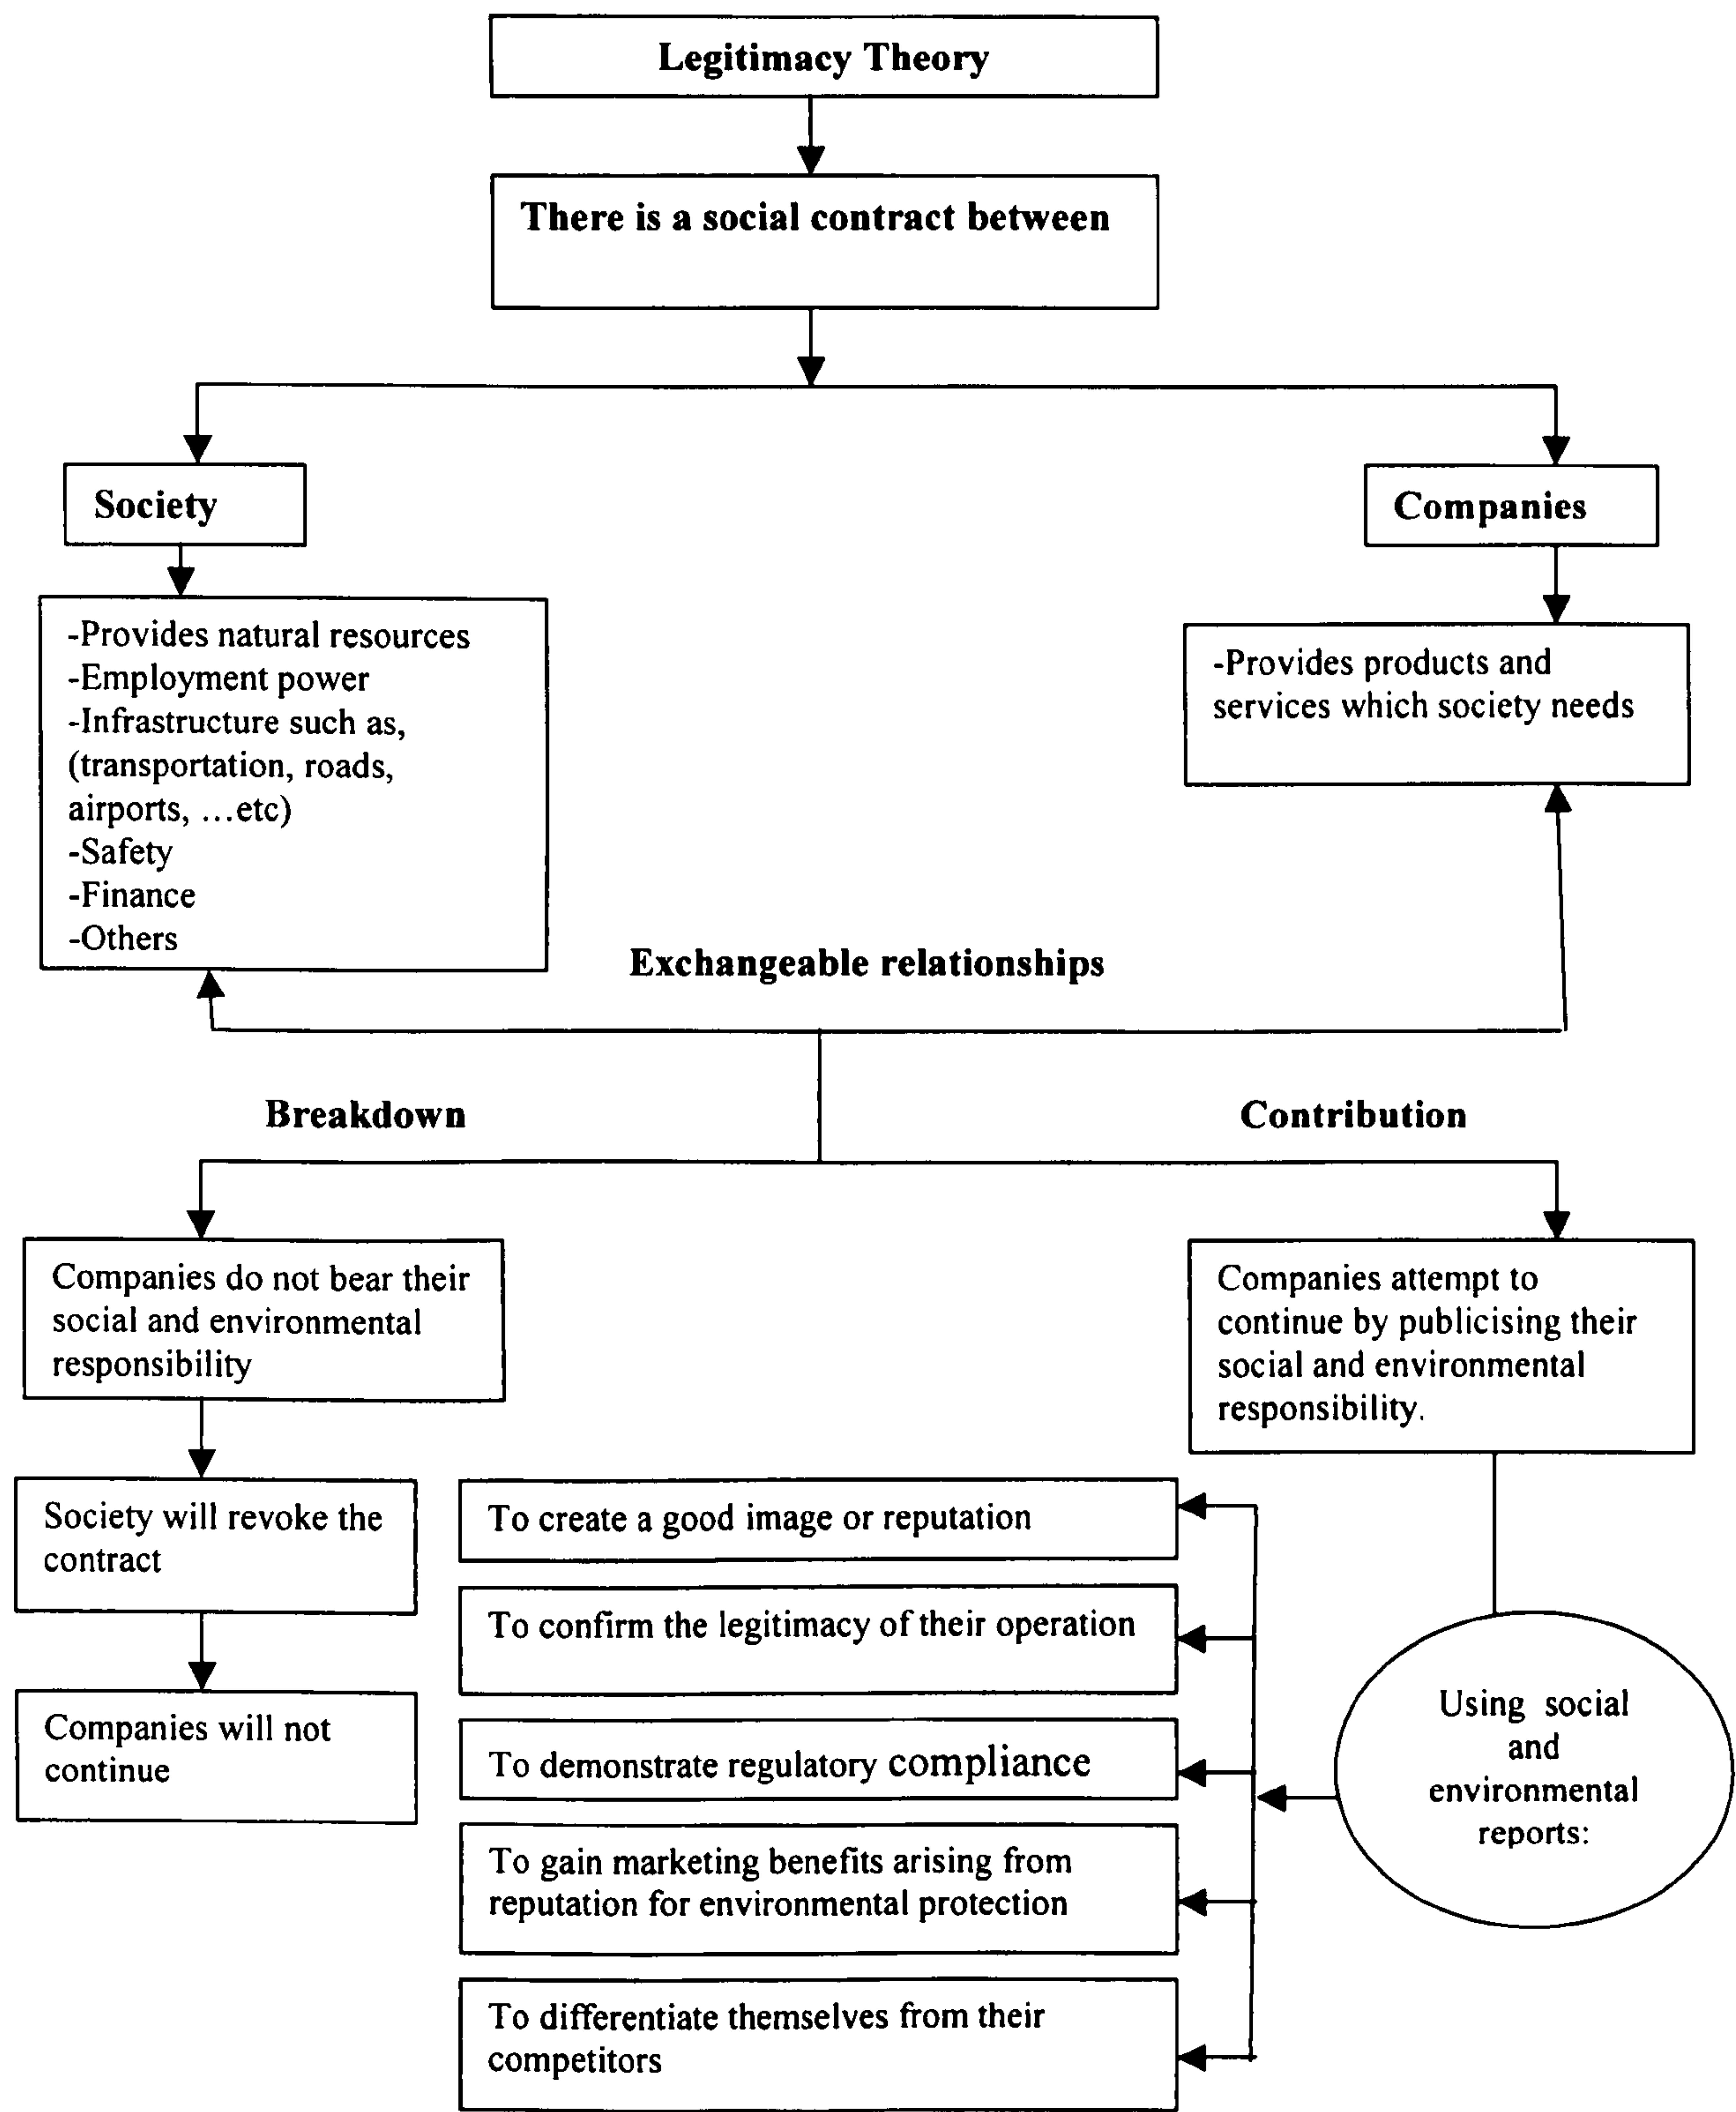 Legitimacy Theory
There is a social contract between
Society
Companies
-Provides natural resources
-Employment power
-Infrastructure such as,
(transportation, roads,
airports, ...etc)
-Safety
-Finance
-Others
-Provides products and
services which society needs
Exchangeable relationships
Breakdown
Contribution
Companies do not bear their
social and environmental
responsibility
Companies attempt to
continue by publicising their
social and environmental
responsibility.
Society will revoke the
contract
Companies will not
continue
To create a good image or reputation
To confirm the legitimacy of their operation
To demonstrate regulatory compliance
To gain marketing benefits arising from
reputation for environmental protection
To differentiate themselves from their
competitors
Using social
and
environmental
reports: